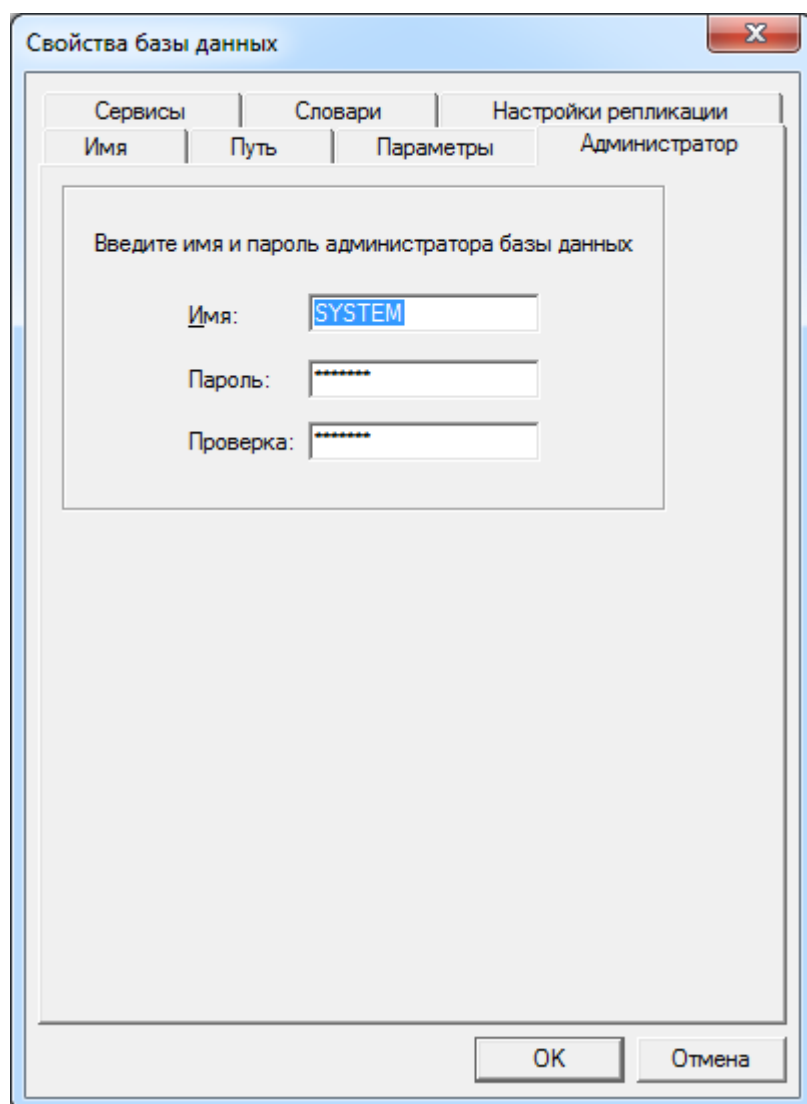 Свойства базы данных
Сервисы Словари Настройки репликации
Имя Путь Параметры Администратор
Введите имя и пароль администратора базы данных
Имя: SYSTEM
Пароль: *******
Проверка: *******
OK Отмена